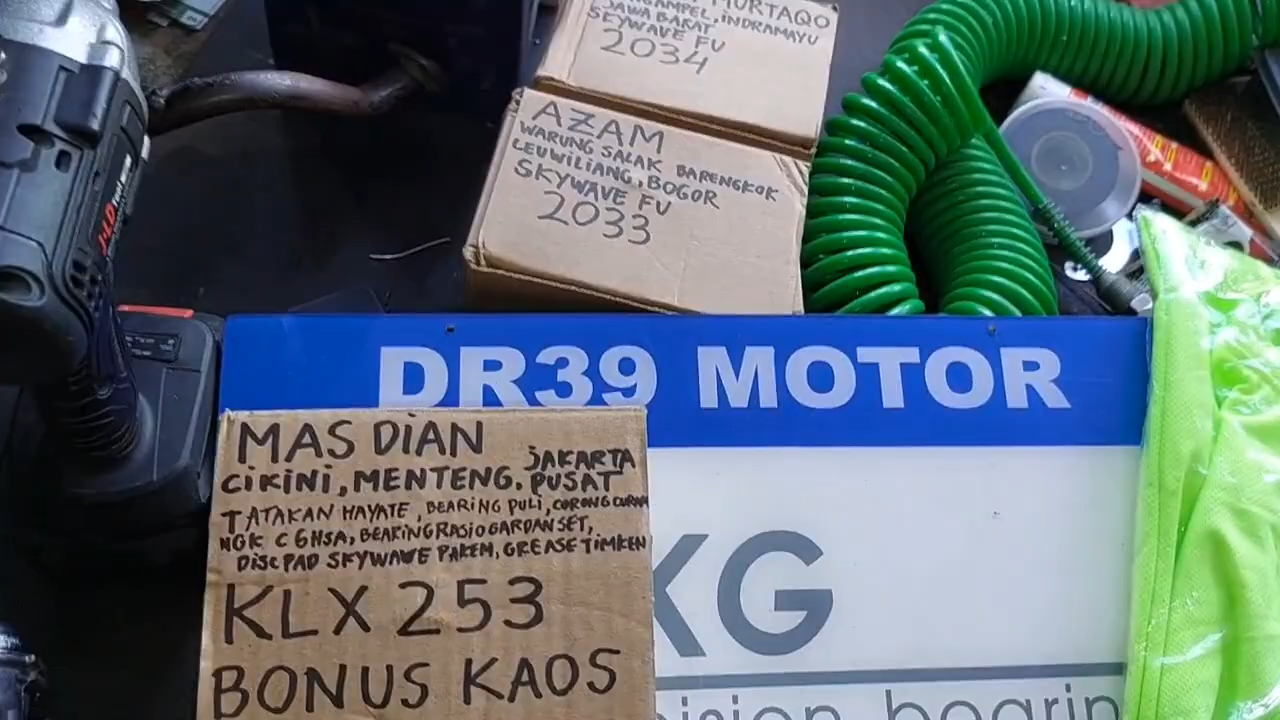 MURTAQO
INDRAMAYU
JAWA BARAT
SKYWAVE FU
2034
AZAM
WARUNG SALAK BARENGKOK
LEUWILIANG, BOGOR
SKYWAVE FU
2033
DR39 MOTOR
MAS DIAN
CIKINI, MENTENG. JAKARTA
PUSAT
TATAKAN HAYATE, BEARING PULI, CORONG
NGK C6HSA, BEARING RASIO GARDAN SET,
DISC PAD SKYWAVE PAKEM, GREASE TIMKEN
KLX 253
BONUS KAOS
KG